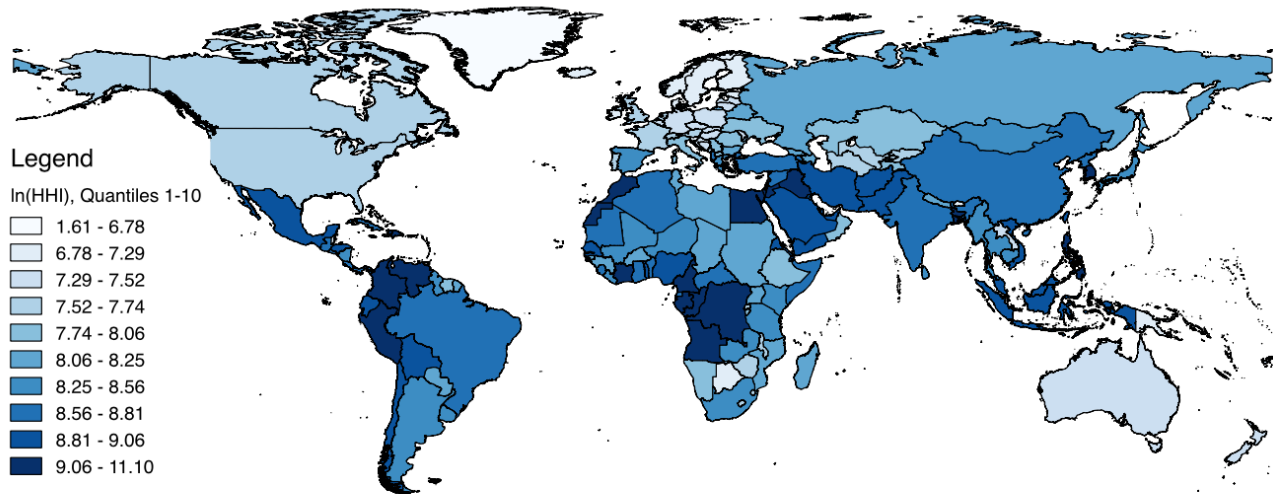 Legend
ln(HHI), Quantiles 1-10
1.61 - 6.78
6.78 - 7.29
7.29 - 7.52
7.52 - 7.74
7.74 - 8.06
8.06 - 8.25
8.25 - 8.56
8.56 - 8.81
8.81 - 9.06
9.06 - 11.10